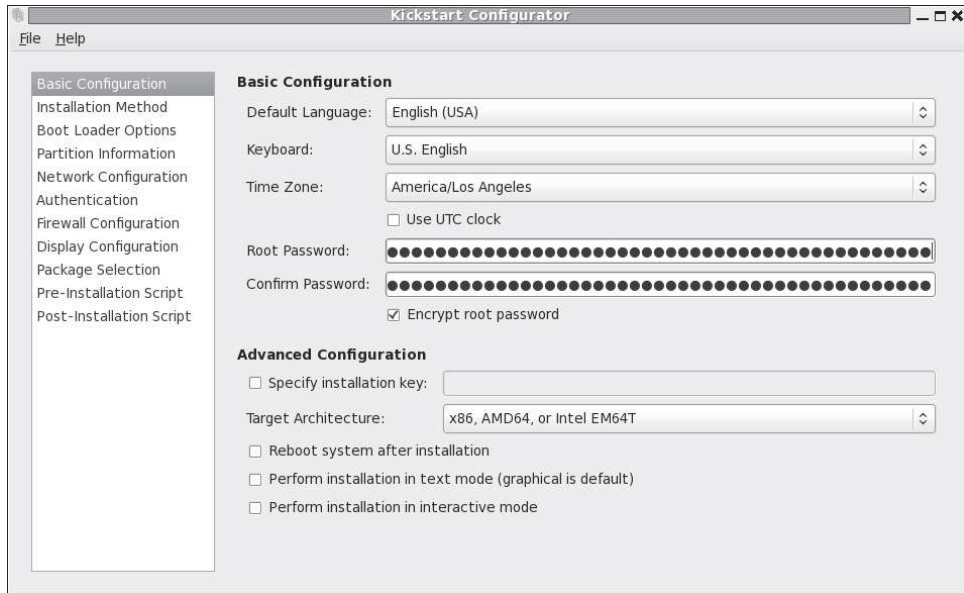 Kickstart Configurator
File Help
Basic Configuration
Installation Method
Boot Loader Options
Partition Information
Network Configuration
Authentication
Firewall Configuration
Display Configuration
Package Selection
Pre-Installation Script
Post-Installation Script
Basic Configuration
Default Language: English (USA)
Keyboard: U.S. English
Time Zone: America/Los Angeles
Use UTC clock
Root Password:
Confirm Password:
Encrypt root password
Advanced Configuration
Specify installation key:
Target Architecture: x86, AMD64, or Intel EM64T
Reboot system after installation
Perform installation in text mode (graphical is default)
Perform installation in interactive mode